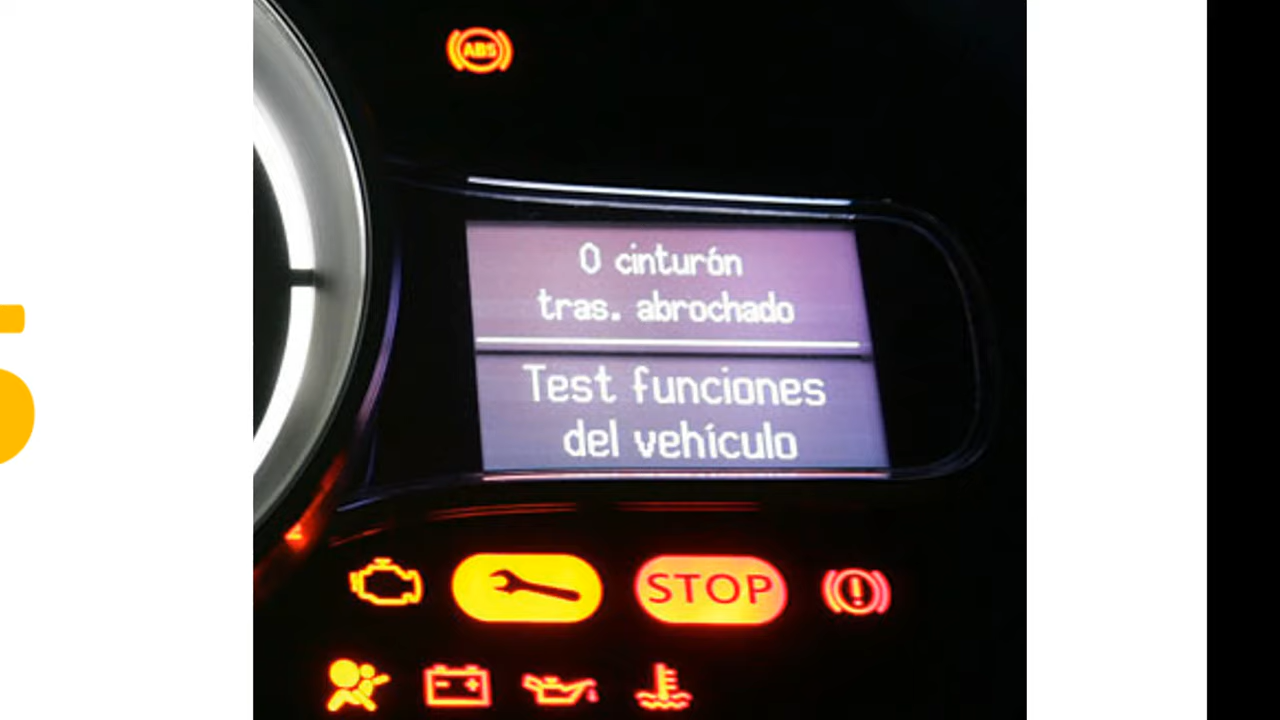 ABS
0 cinturón
tras. abrochado
Test funciones
del vehículo
STOP